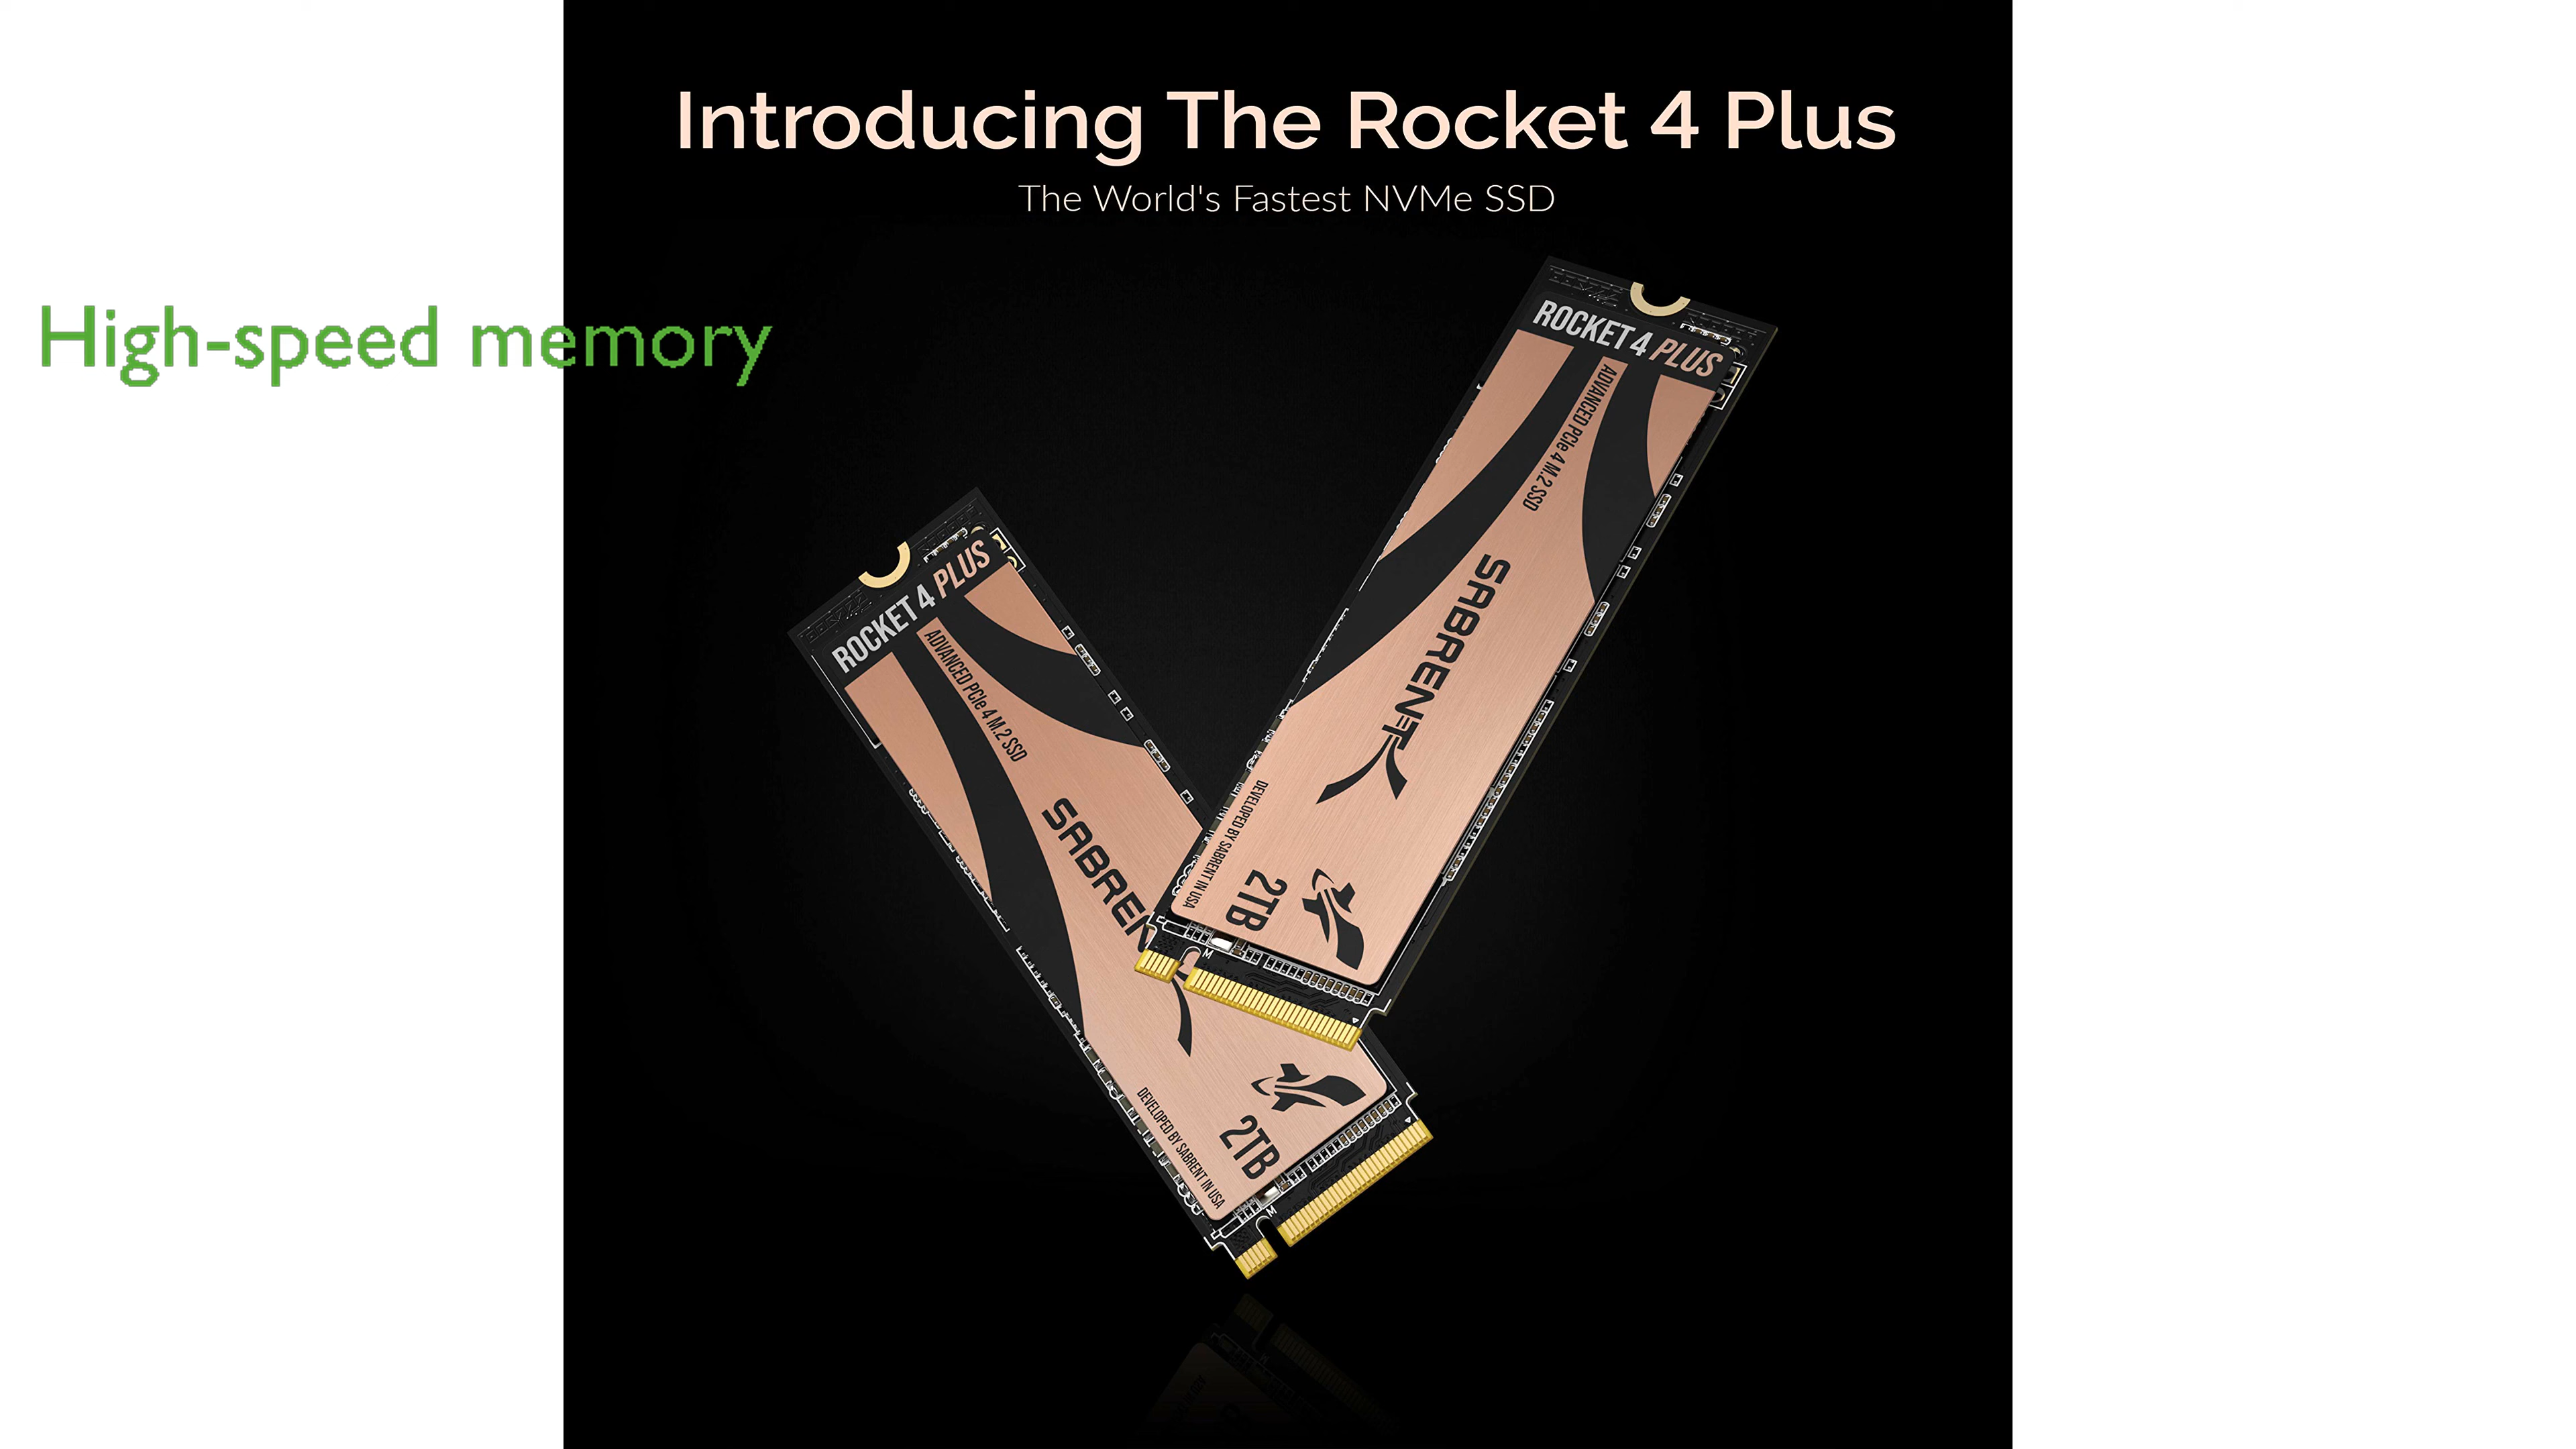 Introducing The Rocket 4 Plus
The World's Fastest NVMe SSD
High-speed memory
ROCKET 4 PLUS
ADVANCED PCIe 4 M.2 SSD
SABRENT
DEVELOPED BY SABRENT IN USA
2TB
M
ROCKET 4 PLUS
ADVANCED PCIe 4 M.2 SSD
SABREN
DEVELOPED BY SABRENT IN USA
2TB
M